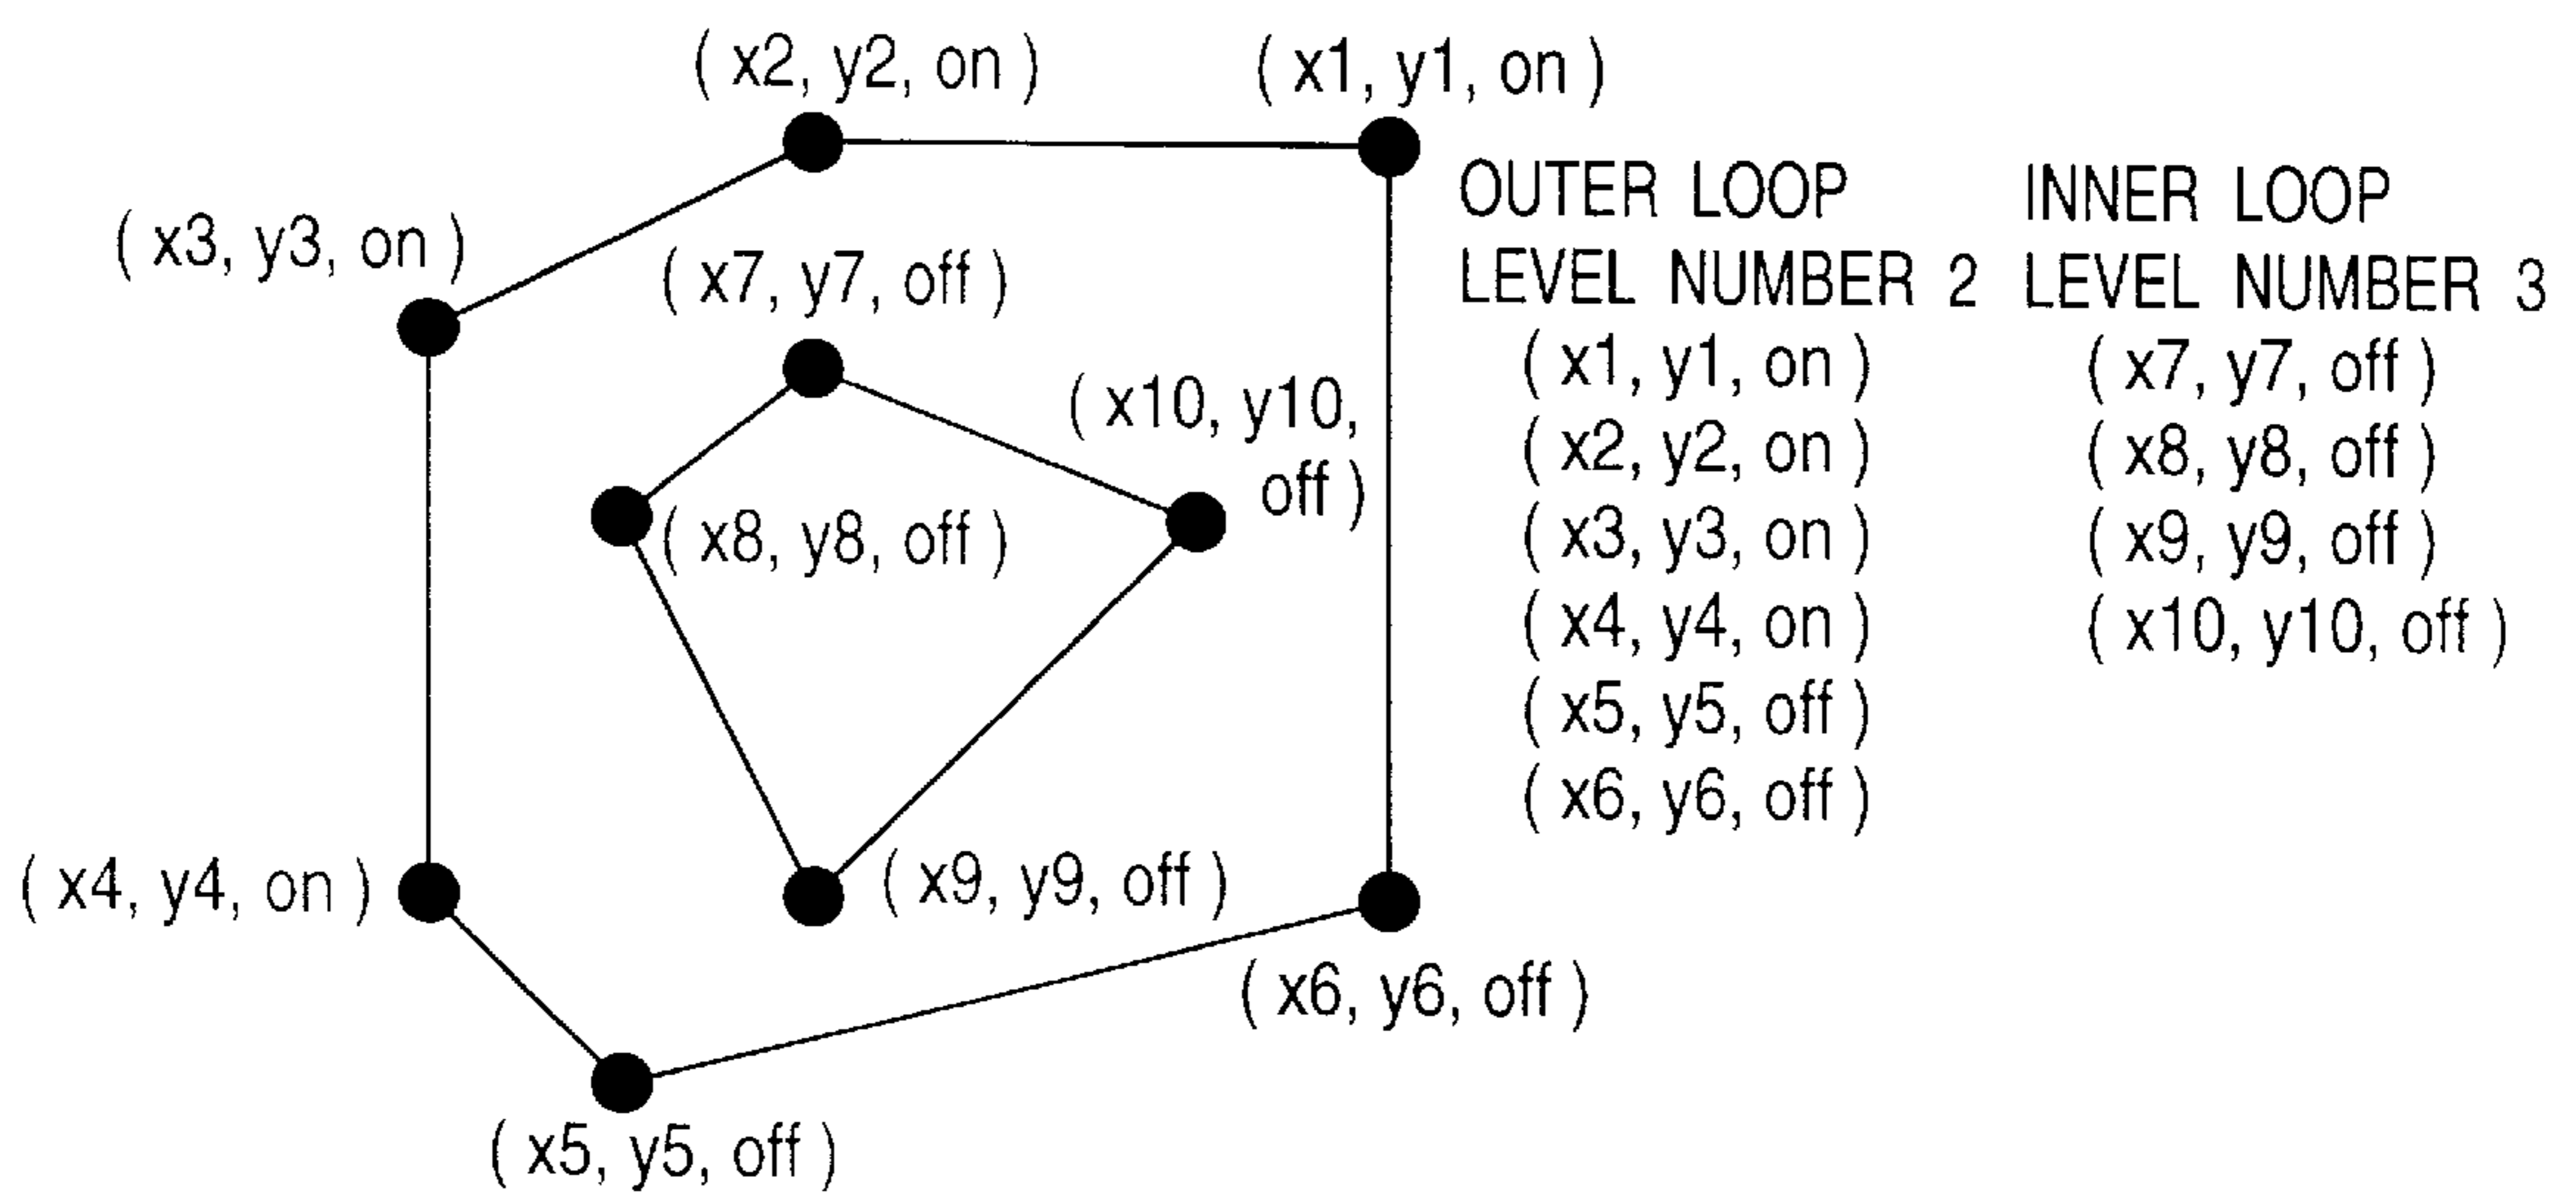 ( x2, y2, on )
( x1, y1, on )
( x3, y3, on )
( x7, y7, off )
( x10, y10,
off )
( x8, y8, off )
( x4, y4, on )
( x9, y9, off )
( x6, y6, off )
( x5, y5, off )
OUTER LOOP
LEVEL NUMBER 2
( x1, y1, on )
( x2, y2, on )
( x3, y3, on )
( x4, y4, on )
( x5, y5, off )
( x6, y6, off )
INNER LOOP
LEVEL NUMBER 3
( x7, y7, off )
( x8, y8, off )
( x9, y9, off )
( x10, y10, off )